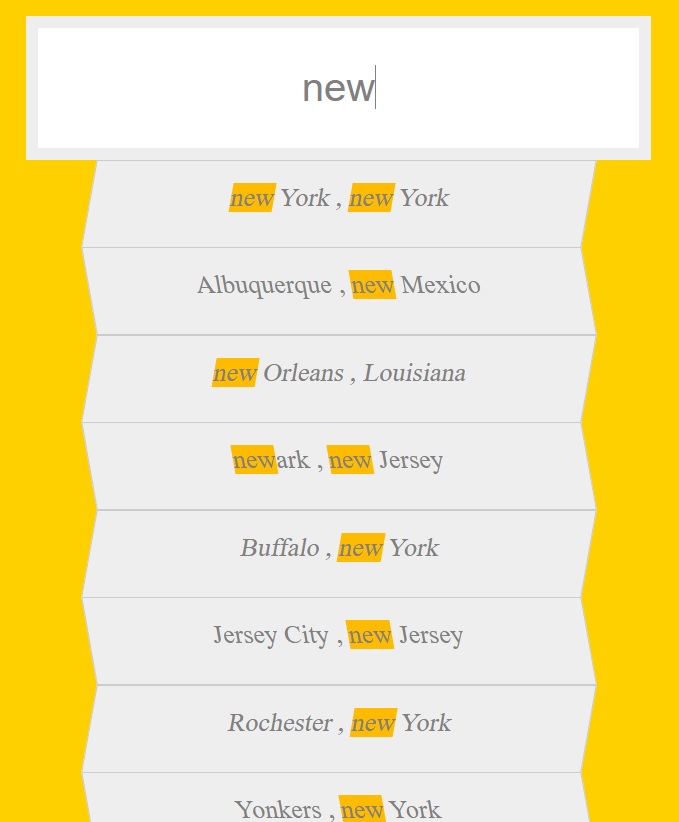 new
new York , new York
Albuquerque , new Mexico
new Orleans , Louisiana
newark , new Jersey
Buffalo , new York
Jersey City , new Jersey
Rochester , new York
Yonkers , new York